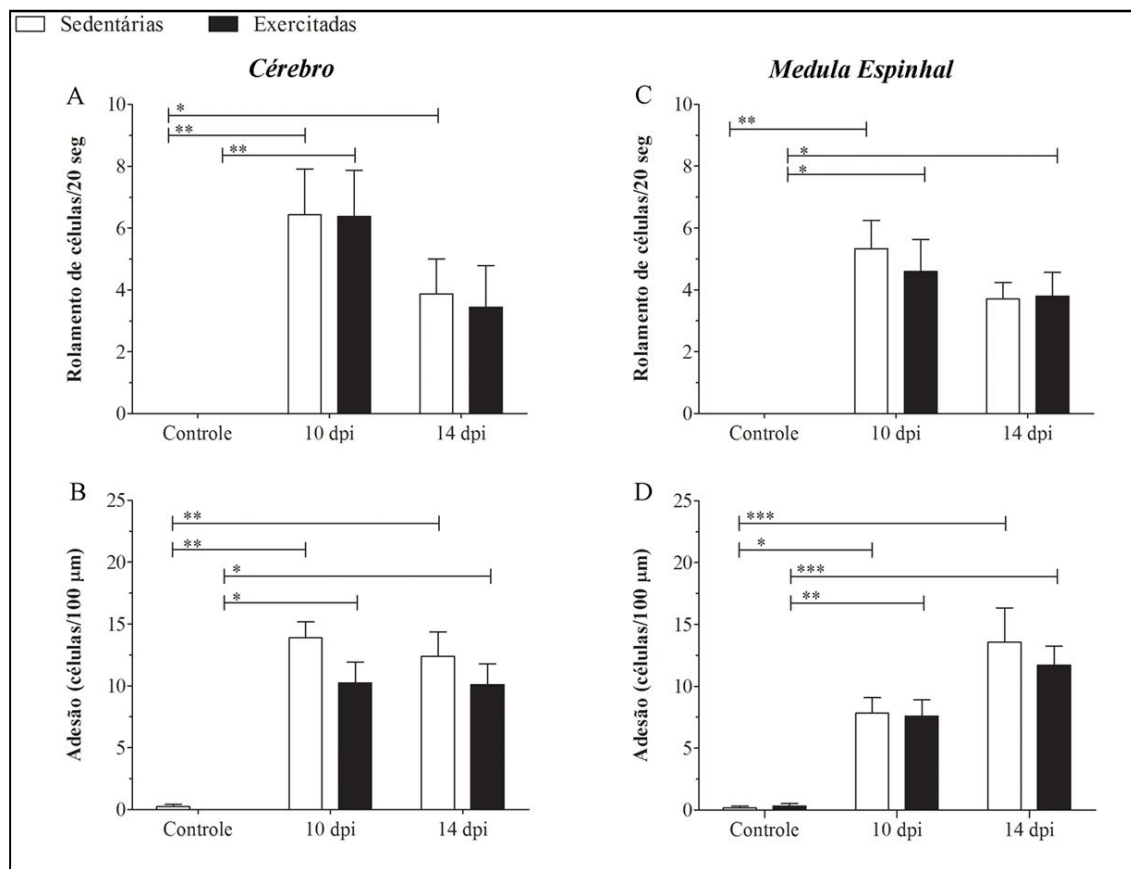 Sedentárias Exercitadas
Cérebro
Medula Espinhal
A
Rolamento de células/20 seg
10
8
6
4
2
0
*
**
**
Controle 10 dpi 14 dpi
C
Rolamento de células/20 seg
10
8
6
4
2
0
**
*
*
Controle 10 dpi 14 dpi
B
Adesão (células/100 µm)
25
20
15
10
5
0
**
**
*
*
Controle 10 dpi 14 dpi
D
Adesão (células/100 µm)
25
20
15
10
5
0
***
*
***
**
Controle 10 dpi 14 dpi